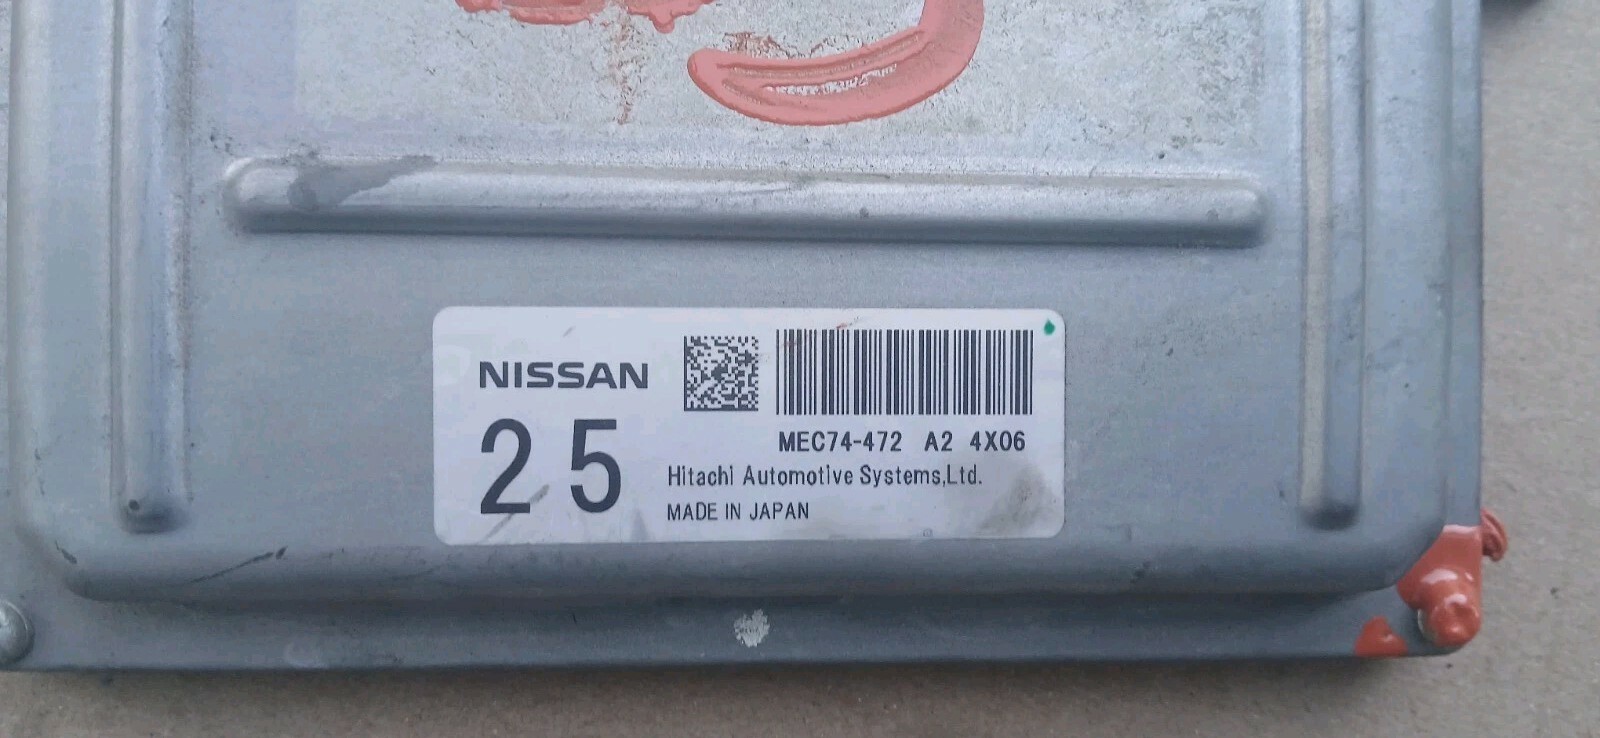 NISSAN
25
MEC74-472 A2 4X06
Hitachi Automotive Systems,Ltd.
MADE IN JAPAN